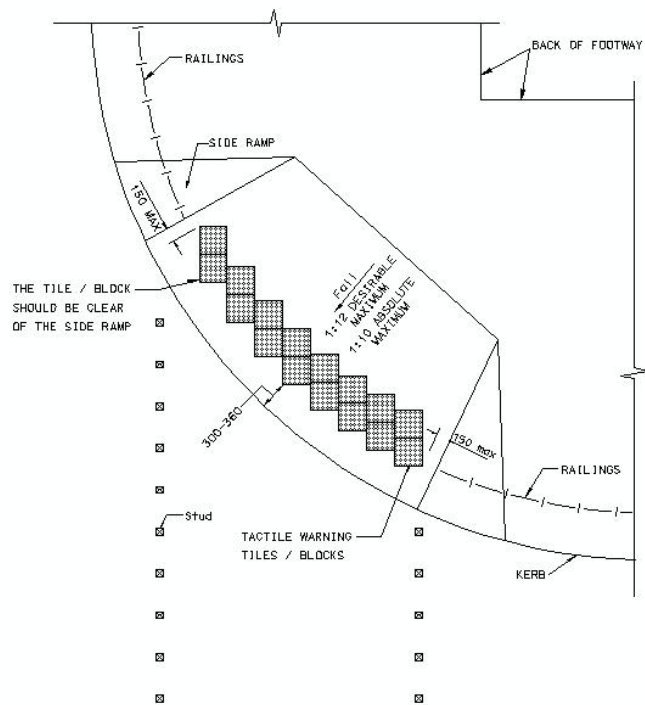 BACK OF FOOTWAY
RAILINGS
SIDE RAMP
150 MAX
THE TILE / BLOCK
SHOULD BE CLEAR
OF THE SIDE RAMP
Fall
1:12 DESIRABLE
MAXIMUM
1:10 ABSOLUTE
MAXIMUM
300-360
150 max
RAILINGS
Stud
TACTILE WARNING
TILES / BLOCKS
KERB